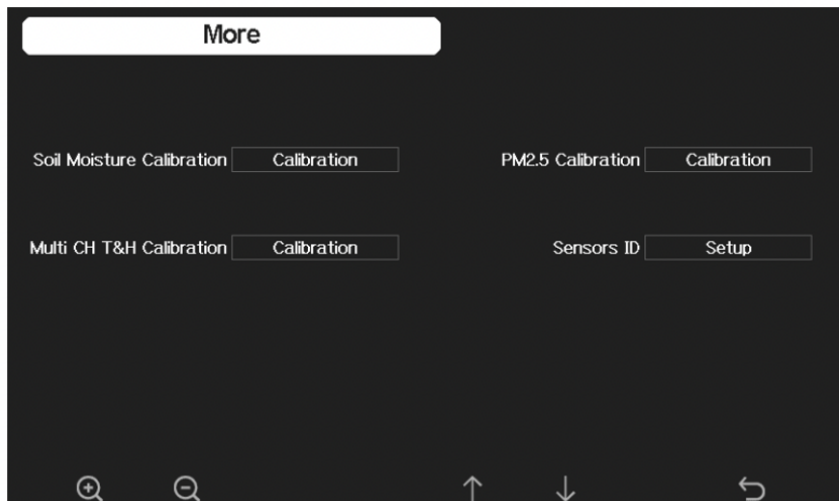 More
Soil Moisture Calibration Calibration PM2.5 Calibration Calibration
Multi CH T&H Calibration Calibration Sensors ID Setup